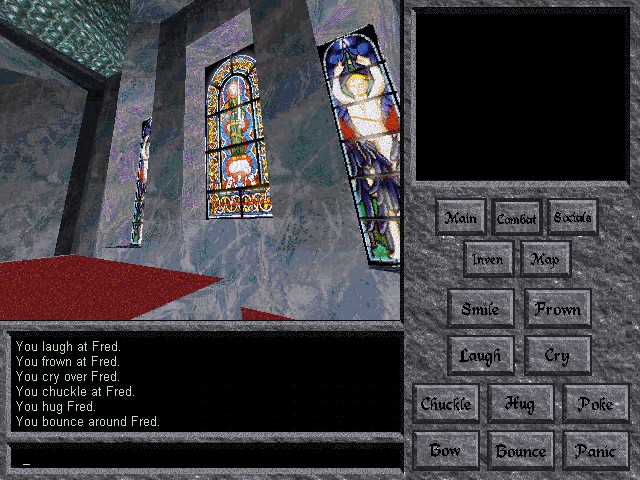 Main Combat Socials
Inven Map
Smile Frown
Laugh Cry
Chuckle Hug Poke
Bow Bounce Panic
You laugh at Fred.
You frown at Fred.
You cry over Fred.
You chuckle at Fred.
You hug Fred.
You bounce around Fred.
_